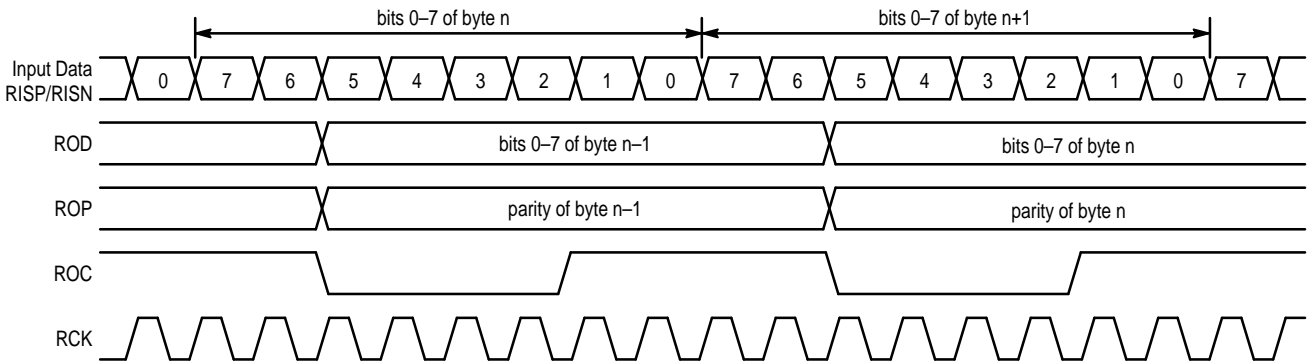 bits 0–7 of byte n bits 0–7 of byte n+1
Input Data
RISP/RISN
0 7 6 5 4 3 2 1 0 7 6 5 4 3 2 1 0 7
ROD bits 0–7 of byte n–1 bits 0–7 of byte n
ROP parity of byte n–1 parity of byte n
ROC
RCK